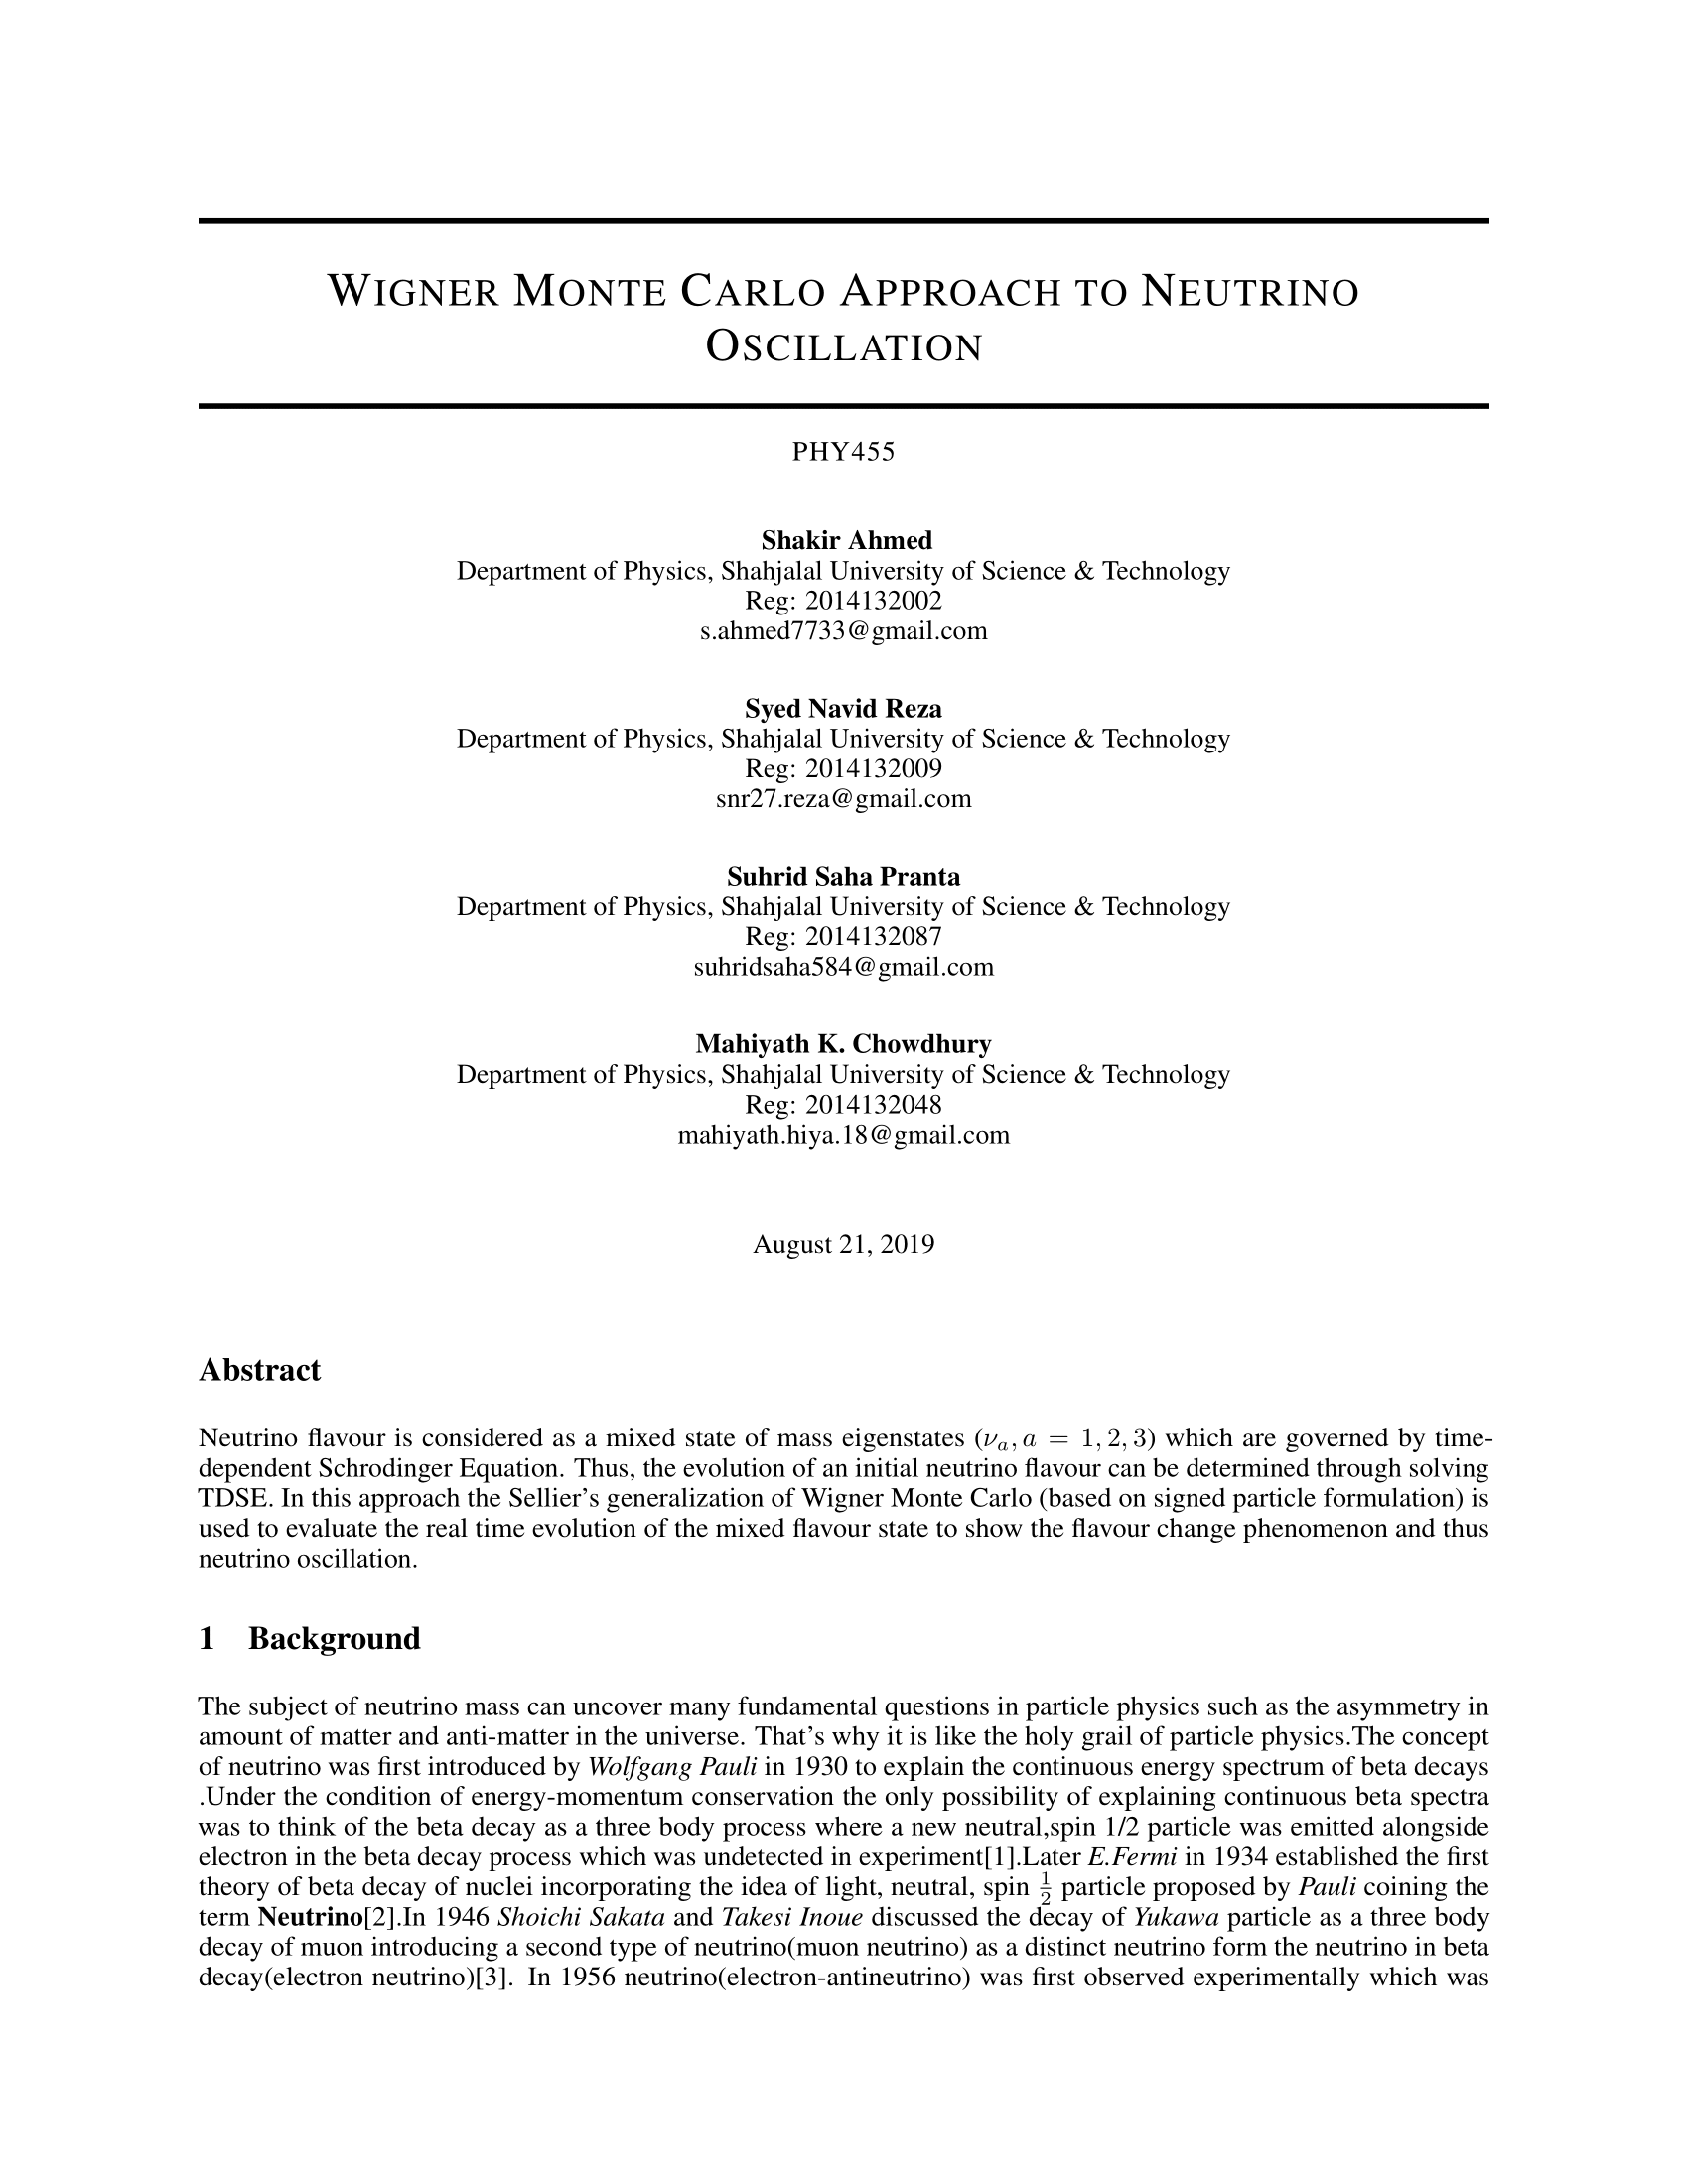 WIGNER MONTE CARLO APPROACH TO NEUTRINO
OSCILLATION
PHY455
Shakir Ahmed
Department of Physics, Shahjalal University of Science & Technology
Reg: 2014132002
s.ahmed7733@gmail.com
Syed Navid Reza
Department of Physics, Shahjalal University of Science & Technology
Reg: 2014132009
snr27.reza@gmail.com
Suhrid Saha Pranta
Department of Physics, Shahjalal University of Science & Technology
Reg: 2014132087
suhridsaha584@gmail.com
Mahiyath K. Chowdhury
Department of Physics, Shahjalal University of Science & Technology
Reg: 2014132048
mahiyath.hiya.18@gmail.com
August 21, 2019
Abstract
Neutrino flavour is considered as a mixed state of mass eigenstates (νₐ, a = 1, 2, 3) which are governed by time-
dependent Schrodinger Equation. Thus, the evolution of an initial neutrino flavour can be determined through solving
TDSE. In this approach the Sellier's generalization of Wigner Monte Carlo (based on signed particle formulation) is
used to evaluate the real time evolution of the mixed flavour state to show the flavour change phenomenon and thus
neutrino oscillation.
1 Background
The subject of neutrino mass can uncover many fundamental questions in particle physics such as the asymmetry in
amount of matter and anti-matter in the universe. That's why it is like the holy grail of particle physics.The concept
of neutrino was first introduced by Wolfgang Pauli in 1930 to explain the continuous energy spectrum of beta decays
.Under the condition of energy-momentum conservation the only possibility of explaining continuous beta spectra
was to think of the beta decay as a three body process where a new neutral,spin 1/2 particle was emitted alongside
electron in the beta decay process which was undetected in experiment[1].Later E.Fermi in 1934 established the first
theory of beta decay of nuclei incorporating the idea of light, neutral, spin ½ particle proposed by Pauli coining the
term Neutrino[2].In 1946 Shoichi Sakata and Takesi Inoue discussed the decay of Yukawa particle as a three body
decay of muon introducing a second type of neutrino(muon neutrino) as a distinct neutrino form the neutrino in beta
decay(electron neutrino)[3]. In 1956 neutrino(electron-antineutrino) was first observed experimentally which was